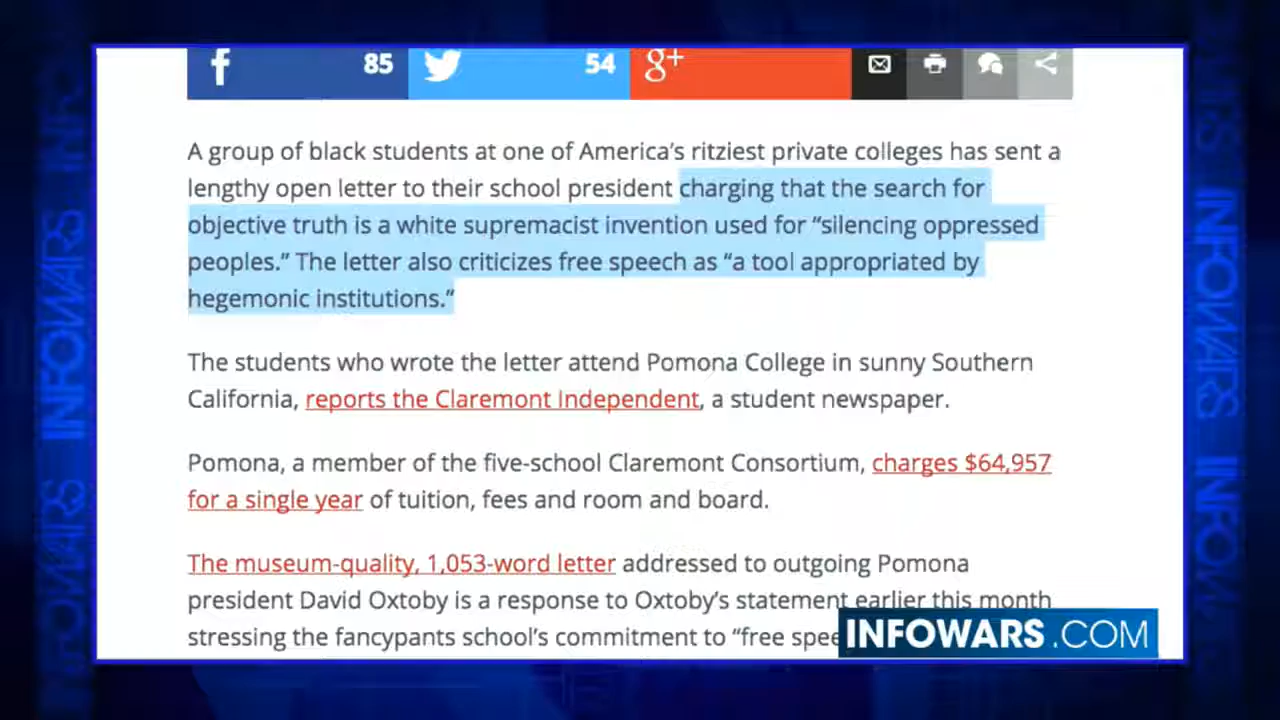 85
54
g+
A group of black students at one of America's ritziest private colleges has sent a
lengthy open letter to their school president charging that the search for
objective truth is a white supremacist invention used for “silencing oppressed
peoples.” The letter also criticizes free speech as “a tool appropriated by
hegemonic institutions.”
The students who wrote the letter attend Pomona College in sunny Southern
California, reports the Claremont Independent, a student newspaper.
Pomona, a member of the five-school Claremont Consortium, charges $64,957
for a single year of tuition, fees and room and board.
The museum-quality, 1,053-word letter addressed to outgoing Pomona
president David Oxtoby is a response to Oxtoby's statement earlier this month
stressing the fancypants school's commitment to “free
INFOWARS.COM
INFOWARS
INFOWARS